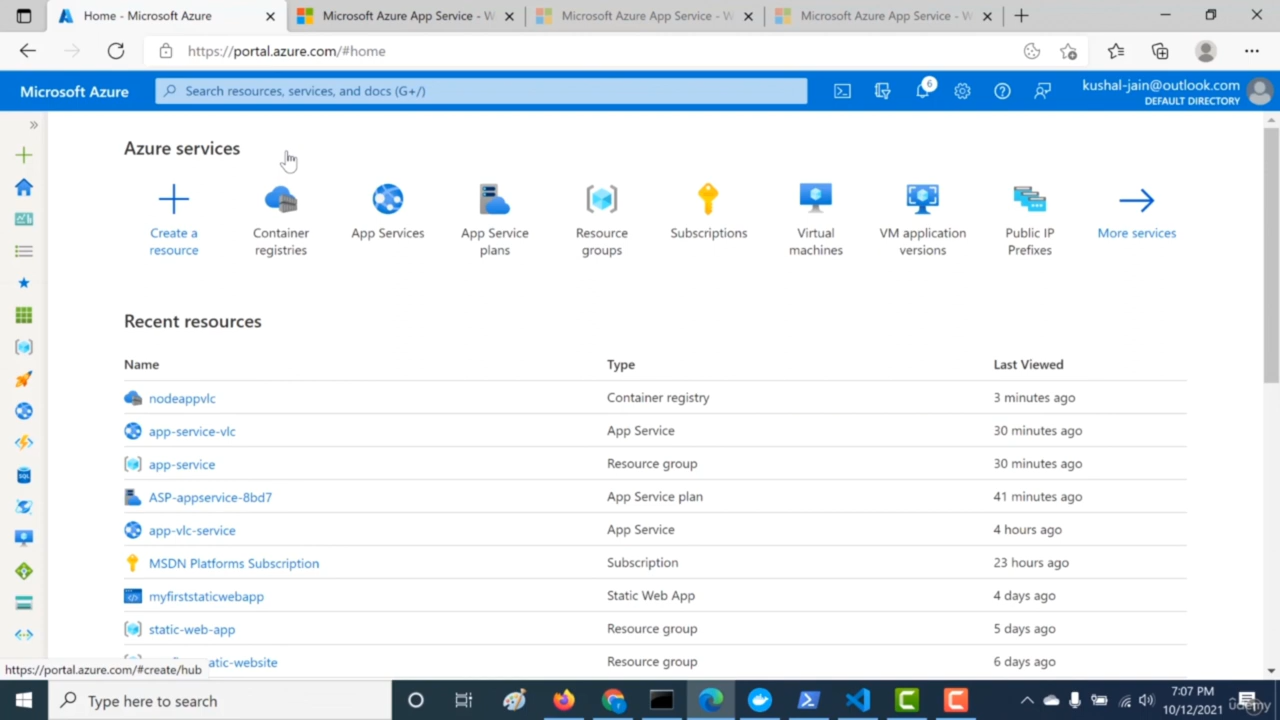 Home - Microsoft Azure
Microsoft Azure App Service - W
Microsoft Azure App Service - W
Microsoft Azure App Service - W
https://portal.azure.com/#home
Microsoft Azure
Search resources, services, and docs (G+/)
6
kushal-jain@outlook.com
DEFAULT DIRECTORY
Azure services
Create a
resource
Container
registries
App Services
App Service
plans
Resource
groups
Subscriptions
Virtual
machines
VM application
versions
Public IP
Prefixes
More services
Recent resources
Name Type Last Viewed
nodeappvlc Container registry 3 minutes ago
app-service-vlc App Service 30 minutes ago
app-service Resource group 30 minutes ago
ASP-appservice-8bd7 App Service plan 41 minutes ago
app-vlc-service App Service 4 hours ago
MSDN Platforms Subscription Subscription 23 hours ago
myfirststaticwebapp Static Web App 4 days ago
static-web-app Resource group 5 days ago
atic-website Resource group 6 days ago
https://portal.azure.com/#create/hub
Type here to search
7:07 PM
10/12/2021
udemy